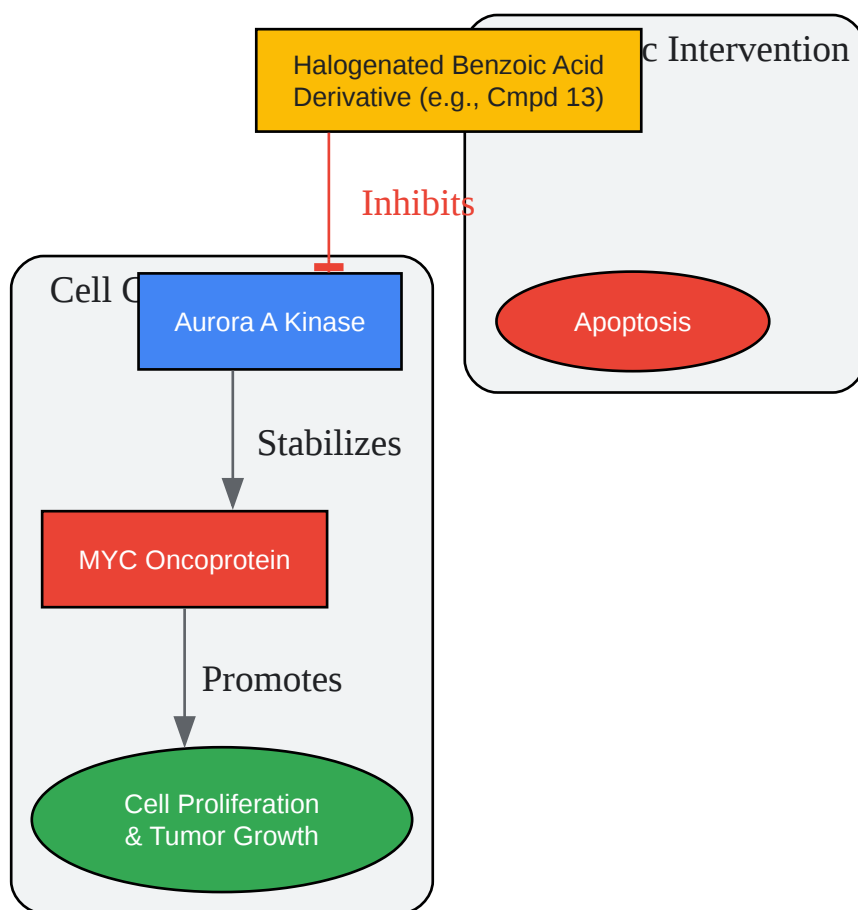 Halogenated Benzoic Acid
Derivative (e.g., Cmpd 13)
Intervention
Inhibits
Cell
Aurora A Kinase
Apoptosis
Stabilizes
MYC Oncoprotein
Promotes
Cell Proliferation
& Tumor Growth